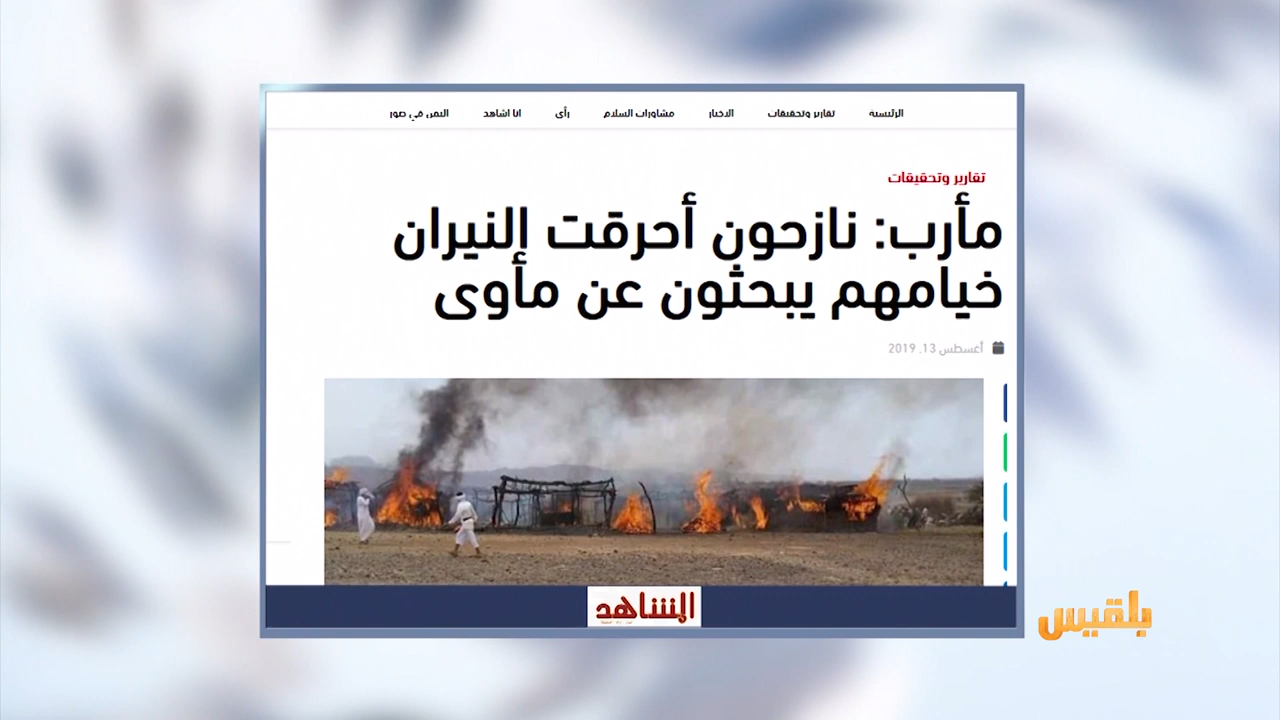 الرئيسية تقارير وتحقيقات الاخبار مشاورات السلام رأى انا اشاهد اليمن في صور
تقارير وتحقيقات
مأرب: نازحون أحرقت النيران
خيامهم يبحثون عن مأوى
أغسطس 13, 2019
المشاهد
بلقيس